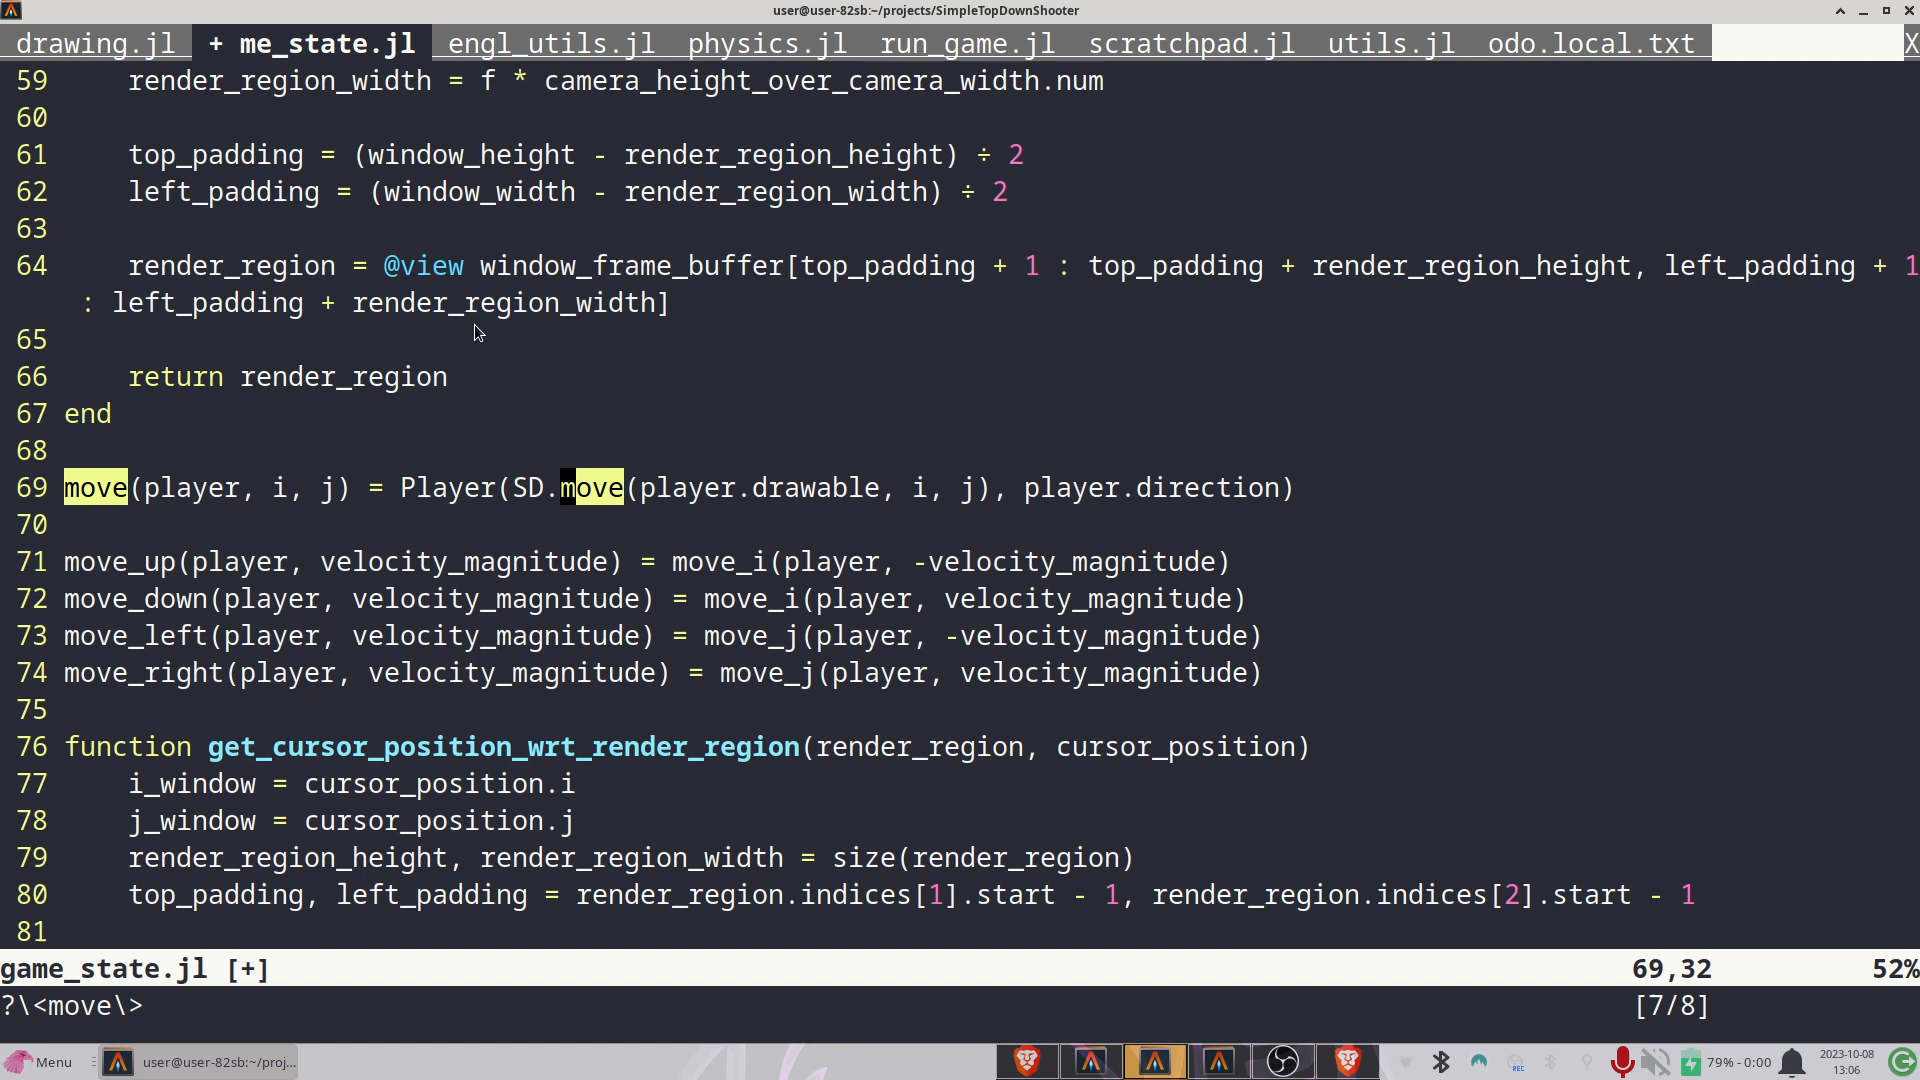 user@user-82sb:~/projects/SimpleTopDownShooter
drawing.jl + me_state.jl engl_utils.jl physics.jl run_game.jl scratchpad.jl utils.jl odo.local.txt X
59 render_region_width = f * camera_height_over_camera_width.num
60
61 top_padding = (window_height - render_region_height) ÷ 2
62 left_padding = (window_width - render_region_width) ÷ 2
63
64 render_region = @view window_frame_buffer[top_padding + 1 : top_padding + render_region_height, left_padding + 1
: left_padding + render_region_width]
65
66 return render_region
67 end
68
69 move(player, i, j) = Player(SD.move(player.drawable, i, j), player.direction)
70
71 move_up(player, velocity_magnitude) = move_i(player, -velocity_magnitude)
72 move_down(player, velocity_magnitude) = move_i(player, velocity_magnitude)
73 move_left(player, velocity_magnitude) = move_j(player, -velocity_magnitude)
74 move_right(player, velocity_magnitude) = move_j(player, velocity_magnitude)
75
76 function get_cursor_position_wrt_render_region(render_region, cursor_position)
77 i_window = cursor_position.i
78 j_window = cursor_position.j
79 render_region_height, render_region_width = size(render_region)
80 top_padding, left_padding = render_region.indices[1].start - 1, render_region.indices[2].start - 1
81
game_state.jl [+] 69,32 52%
?\<move\> [7/8]
Menu user@user-82sb:~/proj... REC 79% - 0:00 2023-10-08
13:06